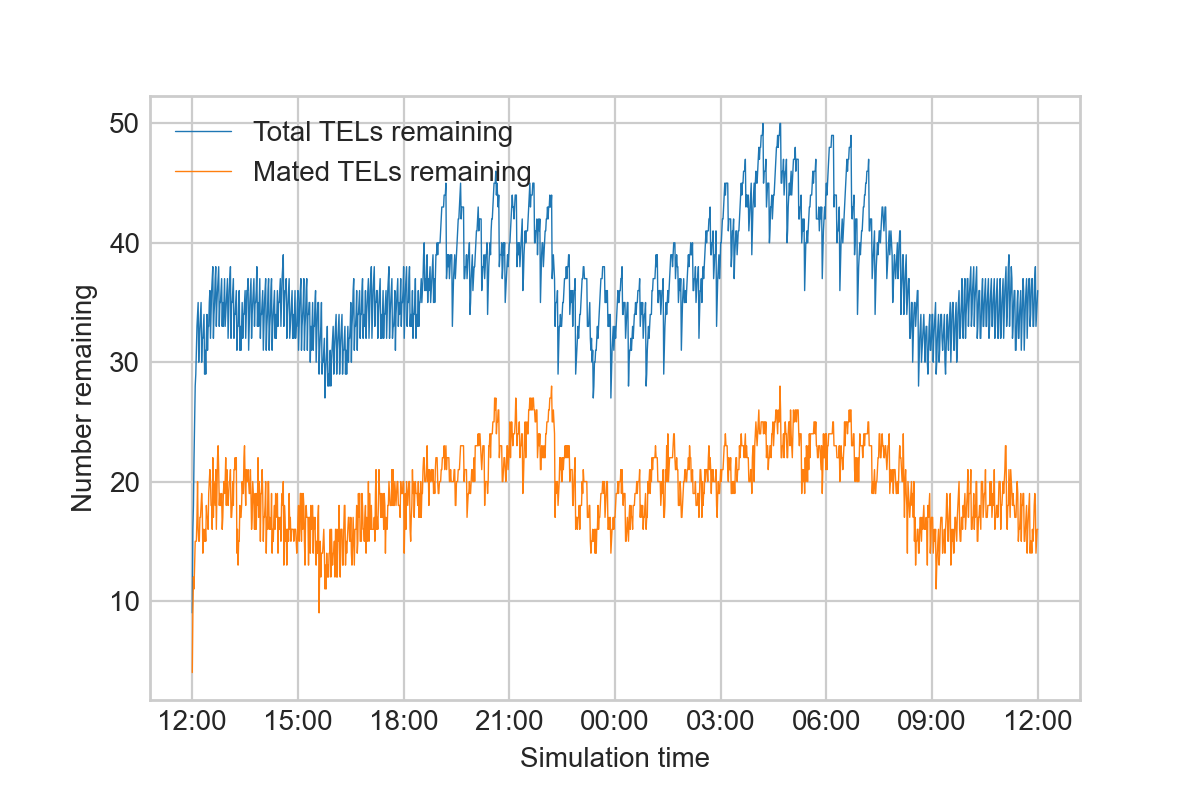 Total TELs remaining
Mated TELs remaining
Number remaining
50
40
30
20
10
12:00 15:00 18:00 21:00 00:00 03:00 06:00 09:00 12:00
Simulation time